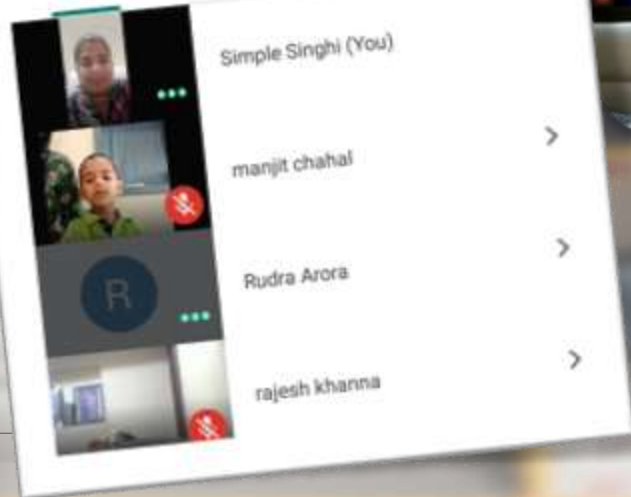 Simple Singhi (You)
manjit chahal
R
Rudra Arora
rajesh khanna